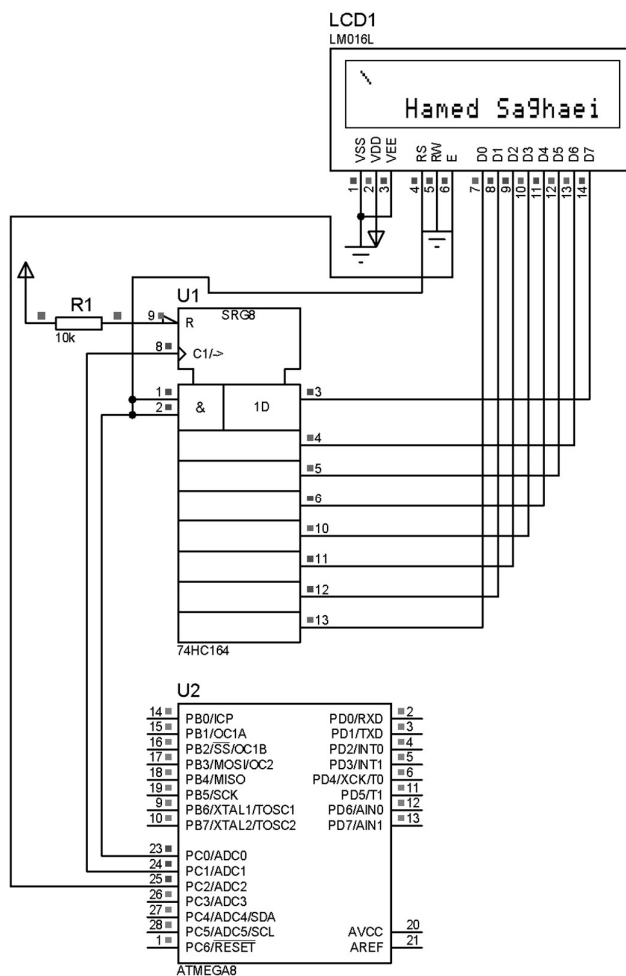 LCD1
LM016L
\
Hamed Saghaei
VSS
VDD
VEE
RS
RW
E
D0
D1
D2
D3
D4
D5
D6
D7
1
2
3
4
5
6
7
8
9
10
11
12
13
14
U1
R1
10k
9
R
SRG8
8
C1/->
1
2
&
1D
3
4
5
6
10
11
12
13
74HC164
U2
14 PB0/ICP PD0/RXD 2
15 PB1/OC1A PD1/TXD 3
16 PB2/SS/OC1B PD2/INT0 4
17 PB3/MOSI/OC2 PD3/INT1 5
18 PB4/MISO PD4/XCK/T0 6
19 PB5/SCK PD5/T1 11
9 PB6/XTAL1/TOSC1 PD6/AIN0 12
10 PB7/XTAL2/TOSC2 PD7/AIN1 13
23 PC0/ADC0
24 PC1/ADC1
25 PC2/ADC2
26 PC3/ADC3
27 PC4/ADC4/SDA
28 PC5/ADC5/SCL AVCC 20
1 PC6/RESET AREF 21
ATMEGA8